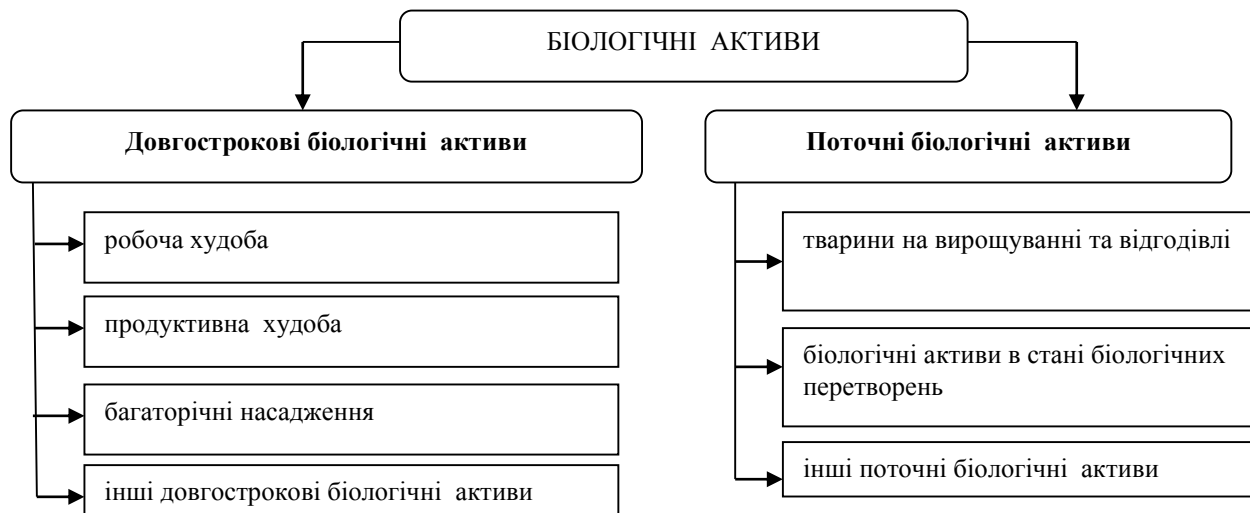 БІОЛОГІЧНІ АКТИВИ
Довгострокові біологічні активи
робоча худоба
продуктивна худоба
багаторічні насадження
інші довгострокові біологічні активи
Поточні біологічні активи
тварини на вирощуванні та відгодівлі
біологічні активи в стані біологічних
перетворень
інші поточні біологічні активи